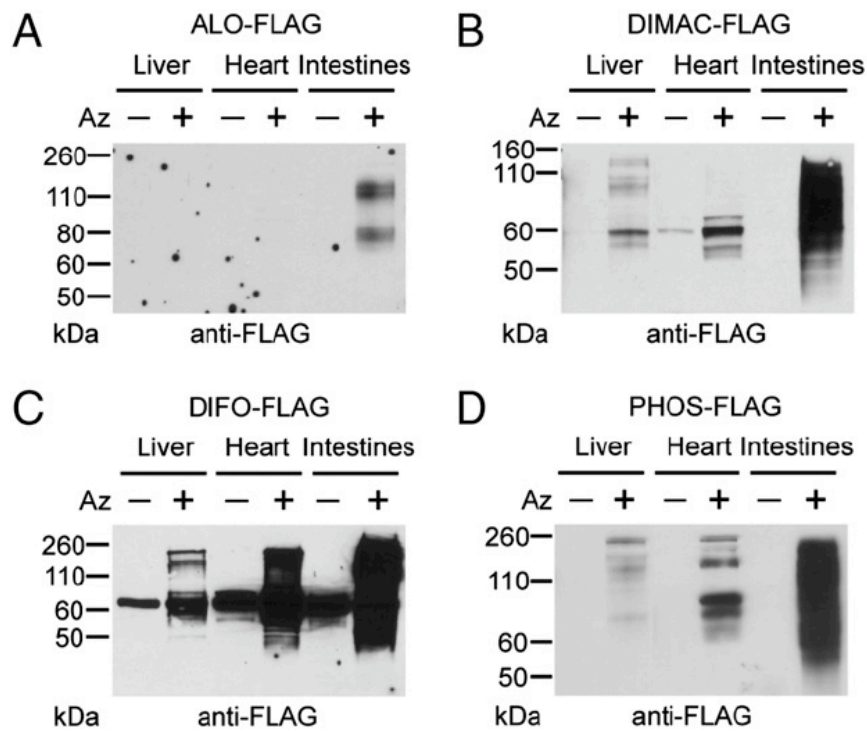 A
ALO-FLAG
Liver Heart Intestines
Az — + — + — +
260
110
80
60
50
kDa
anti-FLAG
B
DIMAC-FLAG
Liver Heart Intestines
Az — + — + — +
160
110
60
50
kDa
anti-FLAG
C
DIFO-FLAG
Liver Heart Intestines
Az — + — + — +
260
110
60
50
kDa
anti-FLAG
D
PHOS-FLAG
Liver Heart Intestines
Az — + — + — +
260
110
60
50
kDa
anti-FLAG